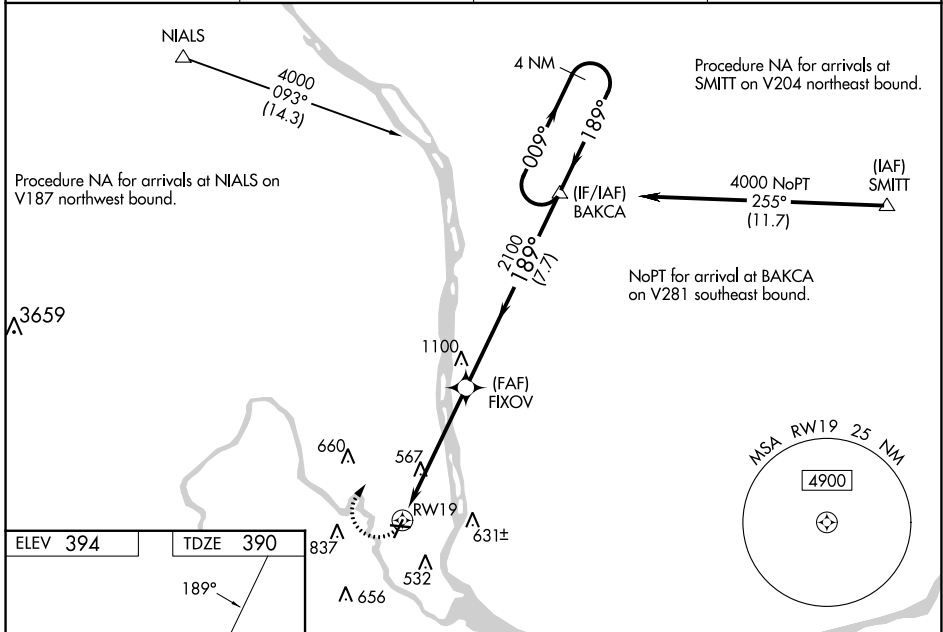 NIALS
4000
093°
(14.3)
Procedure NA for arrivals at NIALS on
V187 northwest bound.
4 NM
009°
189°
(IF/IAF)
BAKCA
Procedure NA for arrivals at
SMITT on V204 northeast bound.
(IAF)
SMITT
4000 NoPT
255°
(11.7)
2100
189°
(7.7)
NoPT for arrival at BAKCA
on V281 southeast bound.
3659
1100
(FAF)
FIXOV
660
567
RW19
837
631±
532
656
MSA RW19 25 NM
4900
ELEV 394
TDZE 390
189°